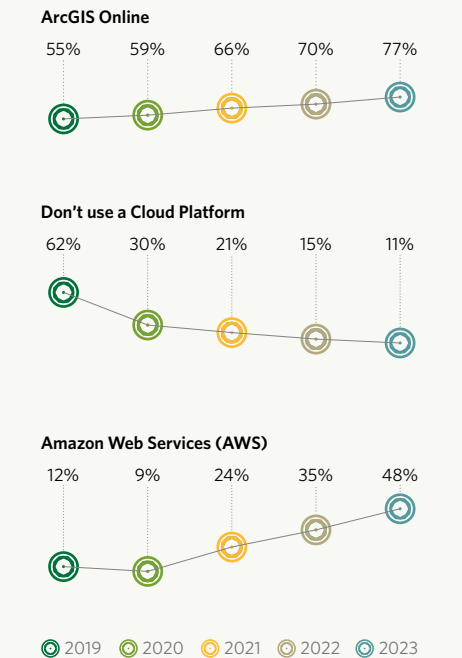 ArcGIS Online
55% 59% 66% 70% 77%
Don’t use a Cloud Platform
62% 30% 21% 15% 11%
Amazon Web Services (AWS)
12% 9% 24% 35% 48%
2019 2020 2021 2022 2023